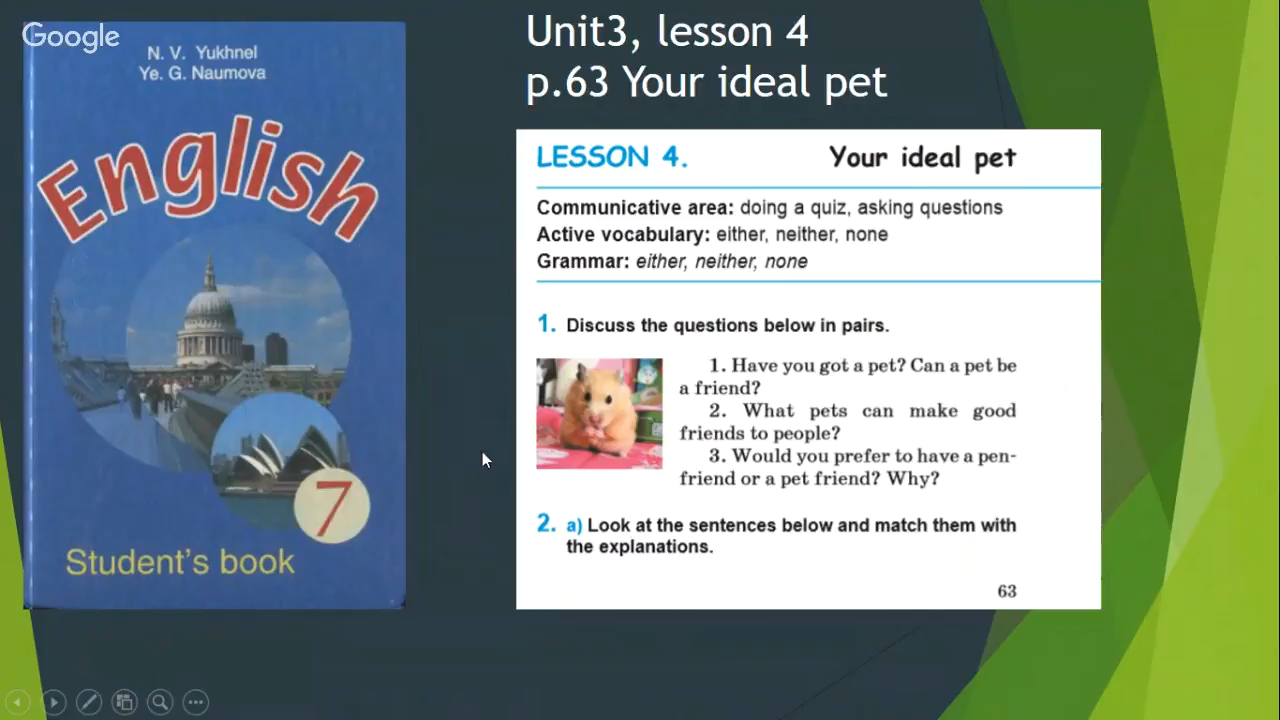 Google
N. V. Yukhnel
Ye. G. Naumova
English
7
Student's book
Unit3, lesson 4
p.63 Your ideal pet
LESSON 4. Your ideal pet
Communicative area: doing a quiz, asking questions
Active vocabulary: either, neither, none
Grammar: either, neither, none
1. Discuss the questions below in pairs.
1. Have you got a pet? Can a pet be
a friend?
2. What pets can make good
friends to people?
3. Would you prefer to have a pen-
friend or a pet friend? Why?
2. a) Look at the sentences below and match them with
the explanations.
63